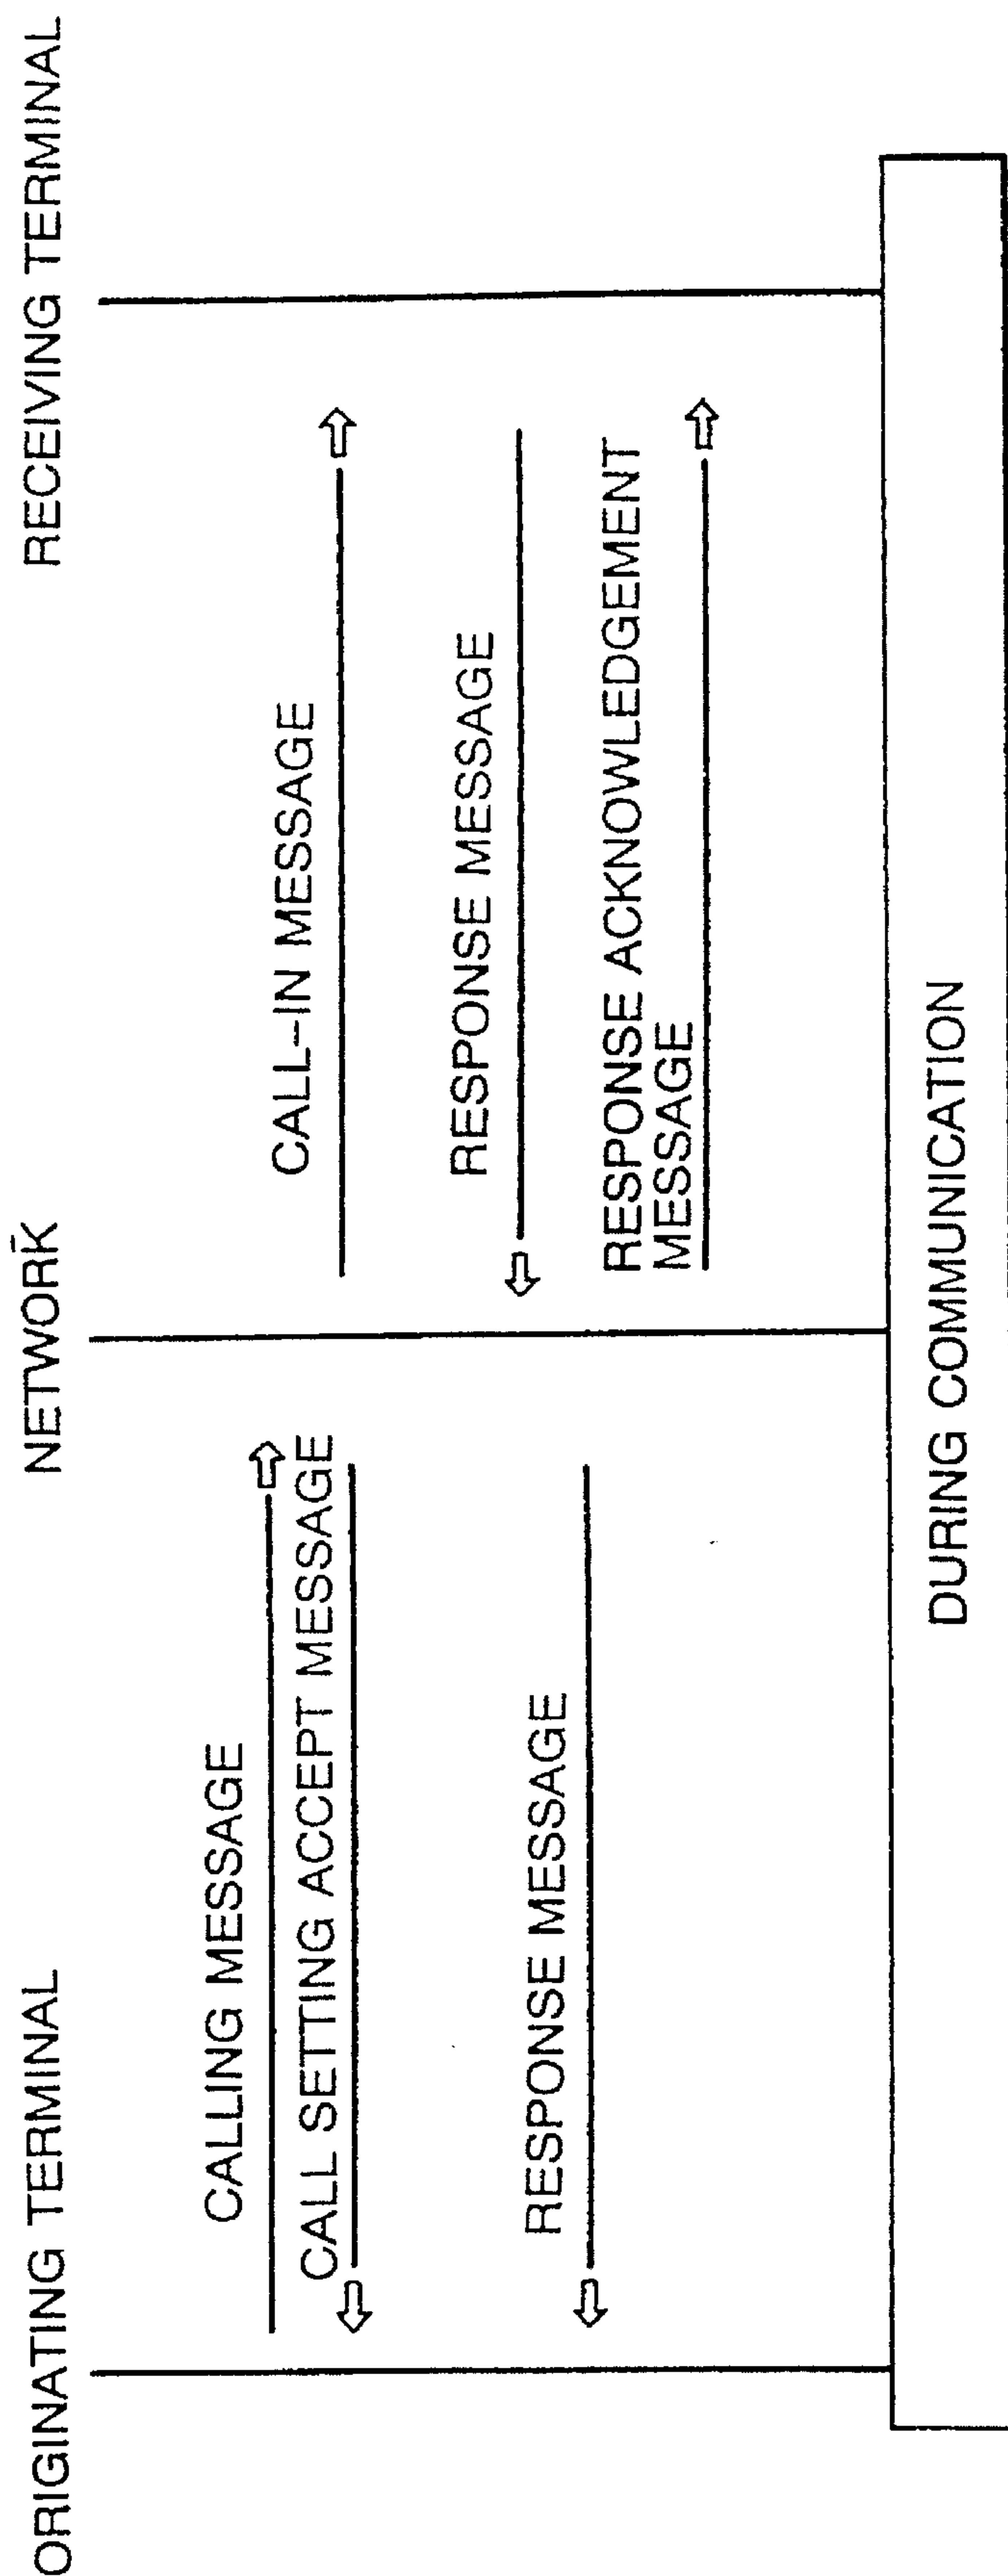 ORIGINATING TERMINAL
NETWORK
RECEIVING TERMINAL
CALLING MESSAGE
CALL SETTING ACCEPT MESSAGE
CALL-IN MESSAGE
RESPONSE MESSAGE
RESPONSE MESSAGE
RESPONSE ACKNOWLEDGEMENT
MESSAGE
DURING COMMUNICATION